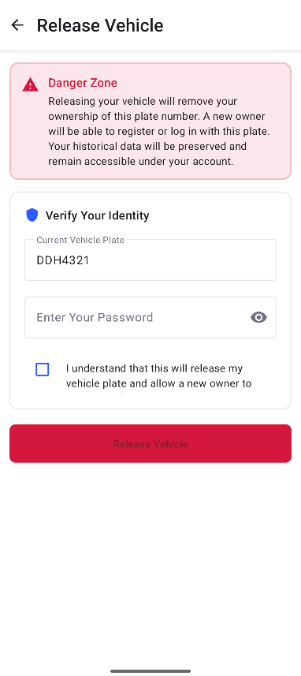 Release Vehicle
Danger Zone
Releasing your vehicle will remove your
ownership of this plate number. A new owner
will be able to register or log in with this plate.
Your historical data will be preserved and
remain accessible under your account.
Verify Your Identity
Current Vehicle Plate
DDH4321
Enter Your Password
I understand that this will release my
vehicle plate and allow a new owner to
Release Vehicle